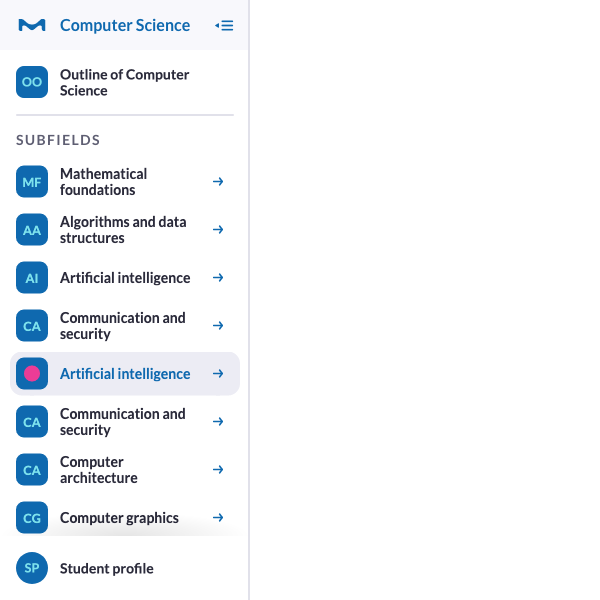 Computer Science
OO
Outline of Computer
Science
SUBFIELDS
MF
Mathematical
foundations
AA
Algorithms and data
structures
AI
Artificial intelligence
CA
Communication and
security
Artificial intelligence
CA
Communication and
security
CA
Computer
architecture
CG
Computer graphics
SP
Student profile